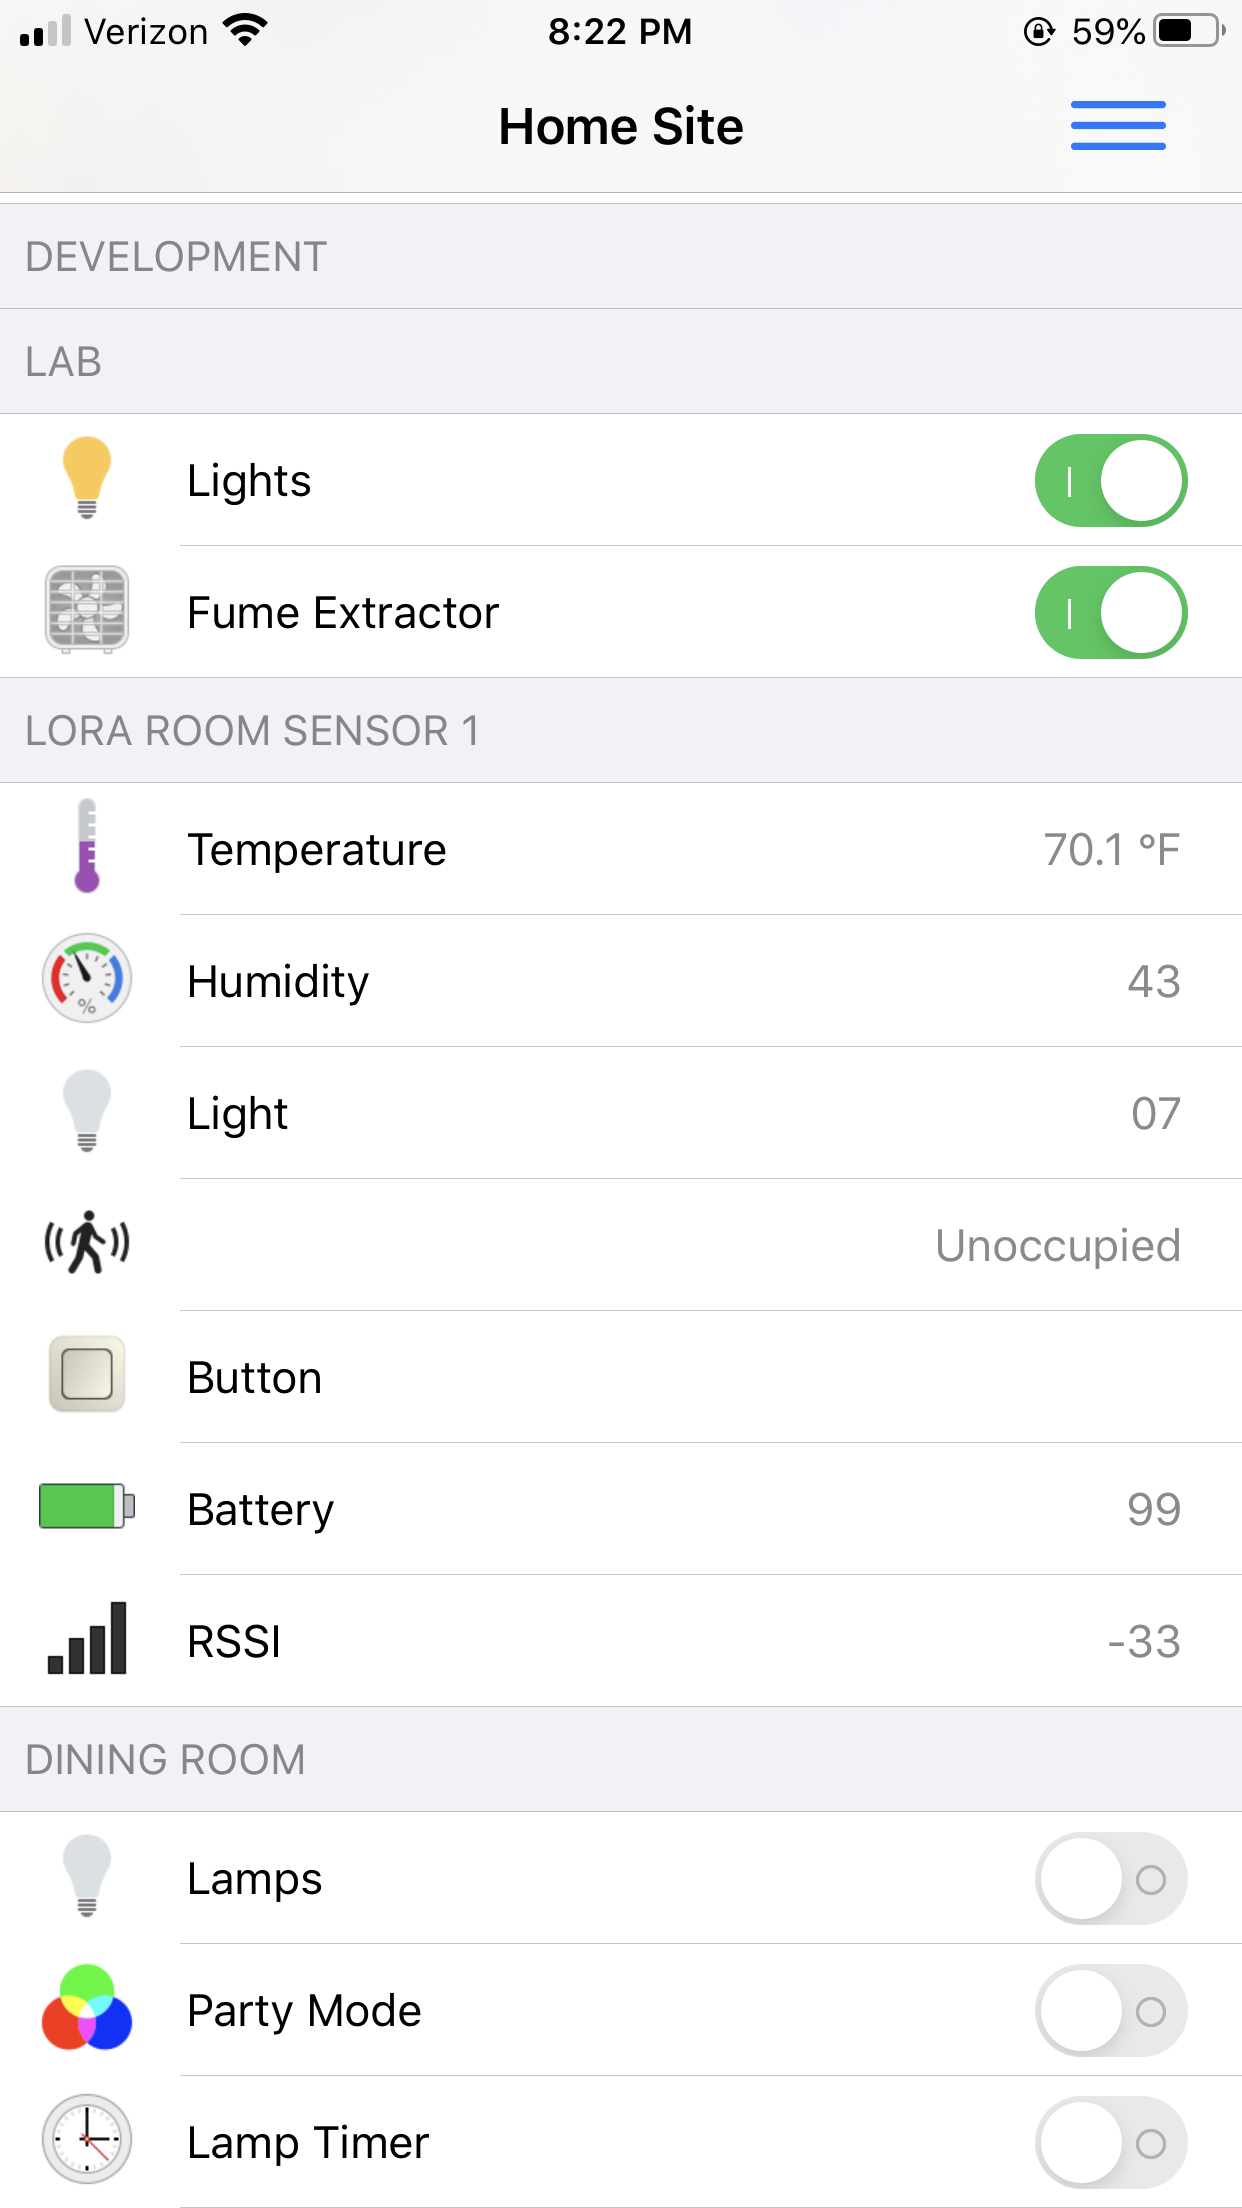 Verizon 8:22 PM 59%
Home Site
DEVELOPMENT
LAB
Lights
Fume Extractor
LORA ROOM SENSOR 1
Temperature 70.1 °F
% Humidity 43
Light 07
Unoccupied
Button
Battery 99
RSSI -33
DINING ROOM
Lamps
Party Mode
Lamp Timer